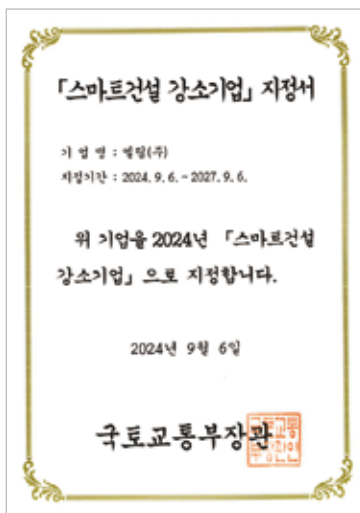 「스마트건설 강소기업」 지정서
기 업 명 : 엘림(주)
지정기간 : 2024. 9. 6. ~ 2027. 9. 6.
위 기업을 2024년 「스마트건설
강소기업」 으로 지정합니다.
2024년 9월 6일
국토교통부장관